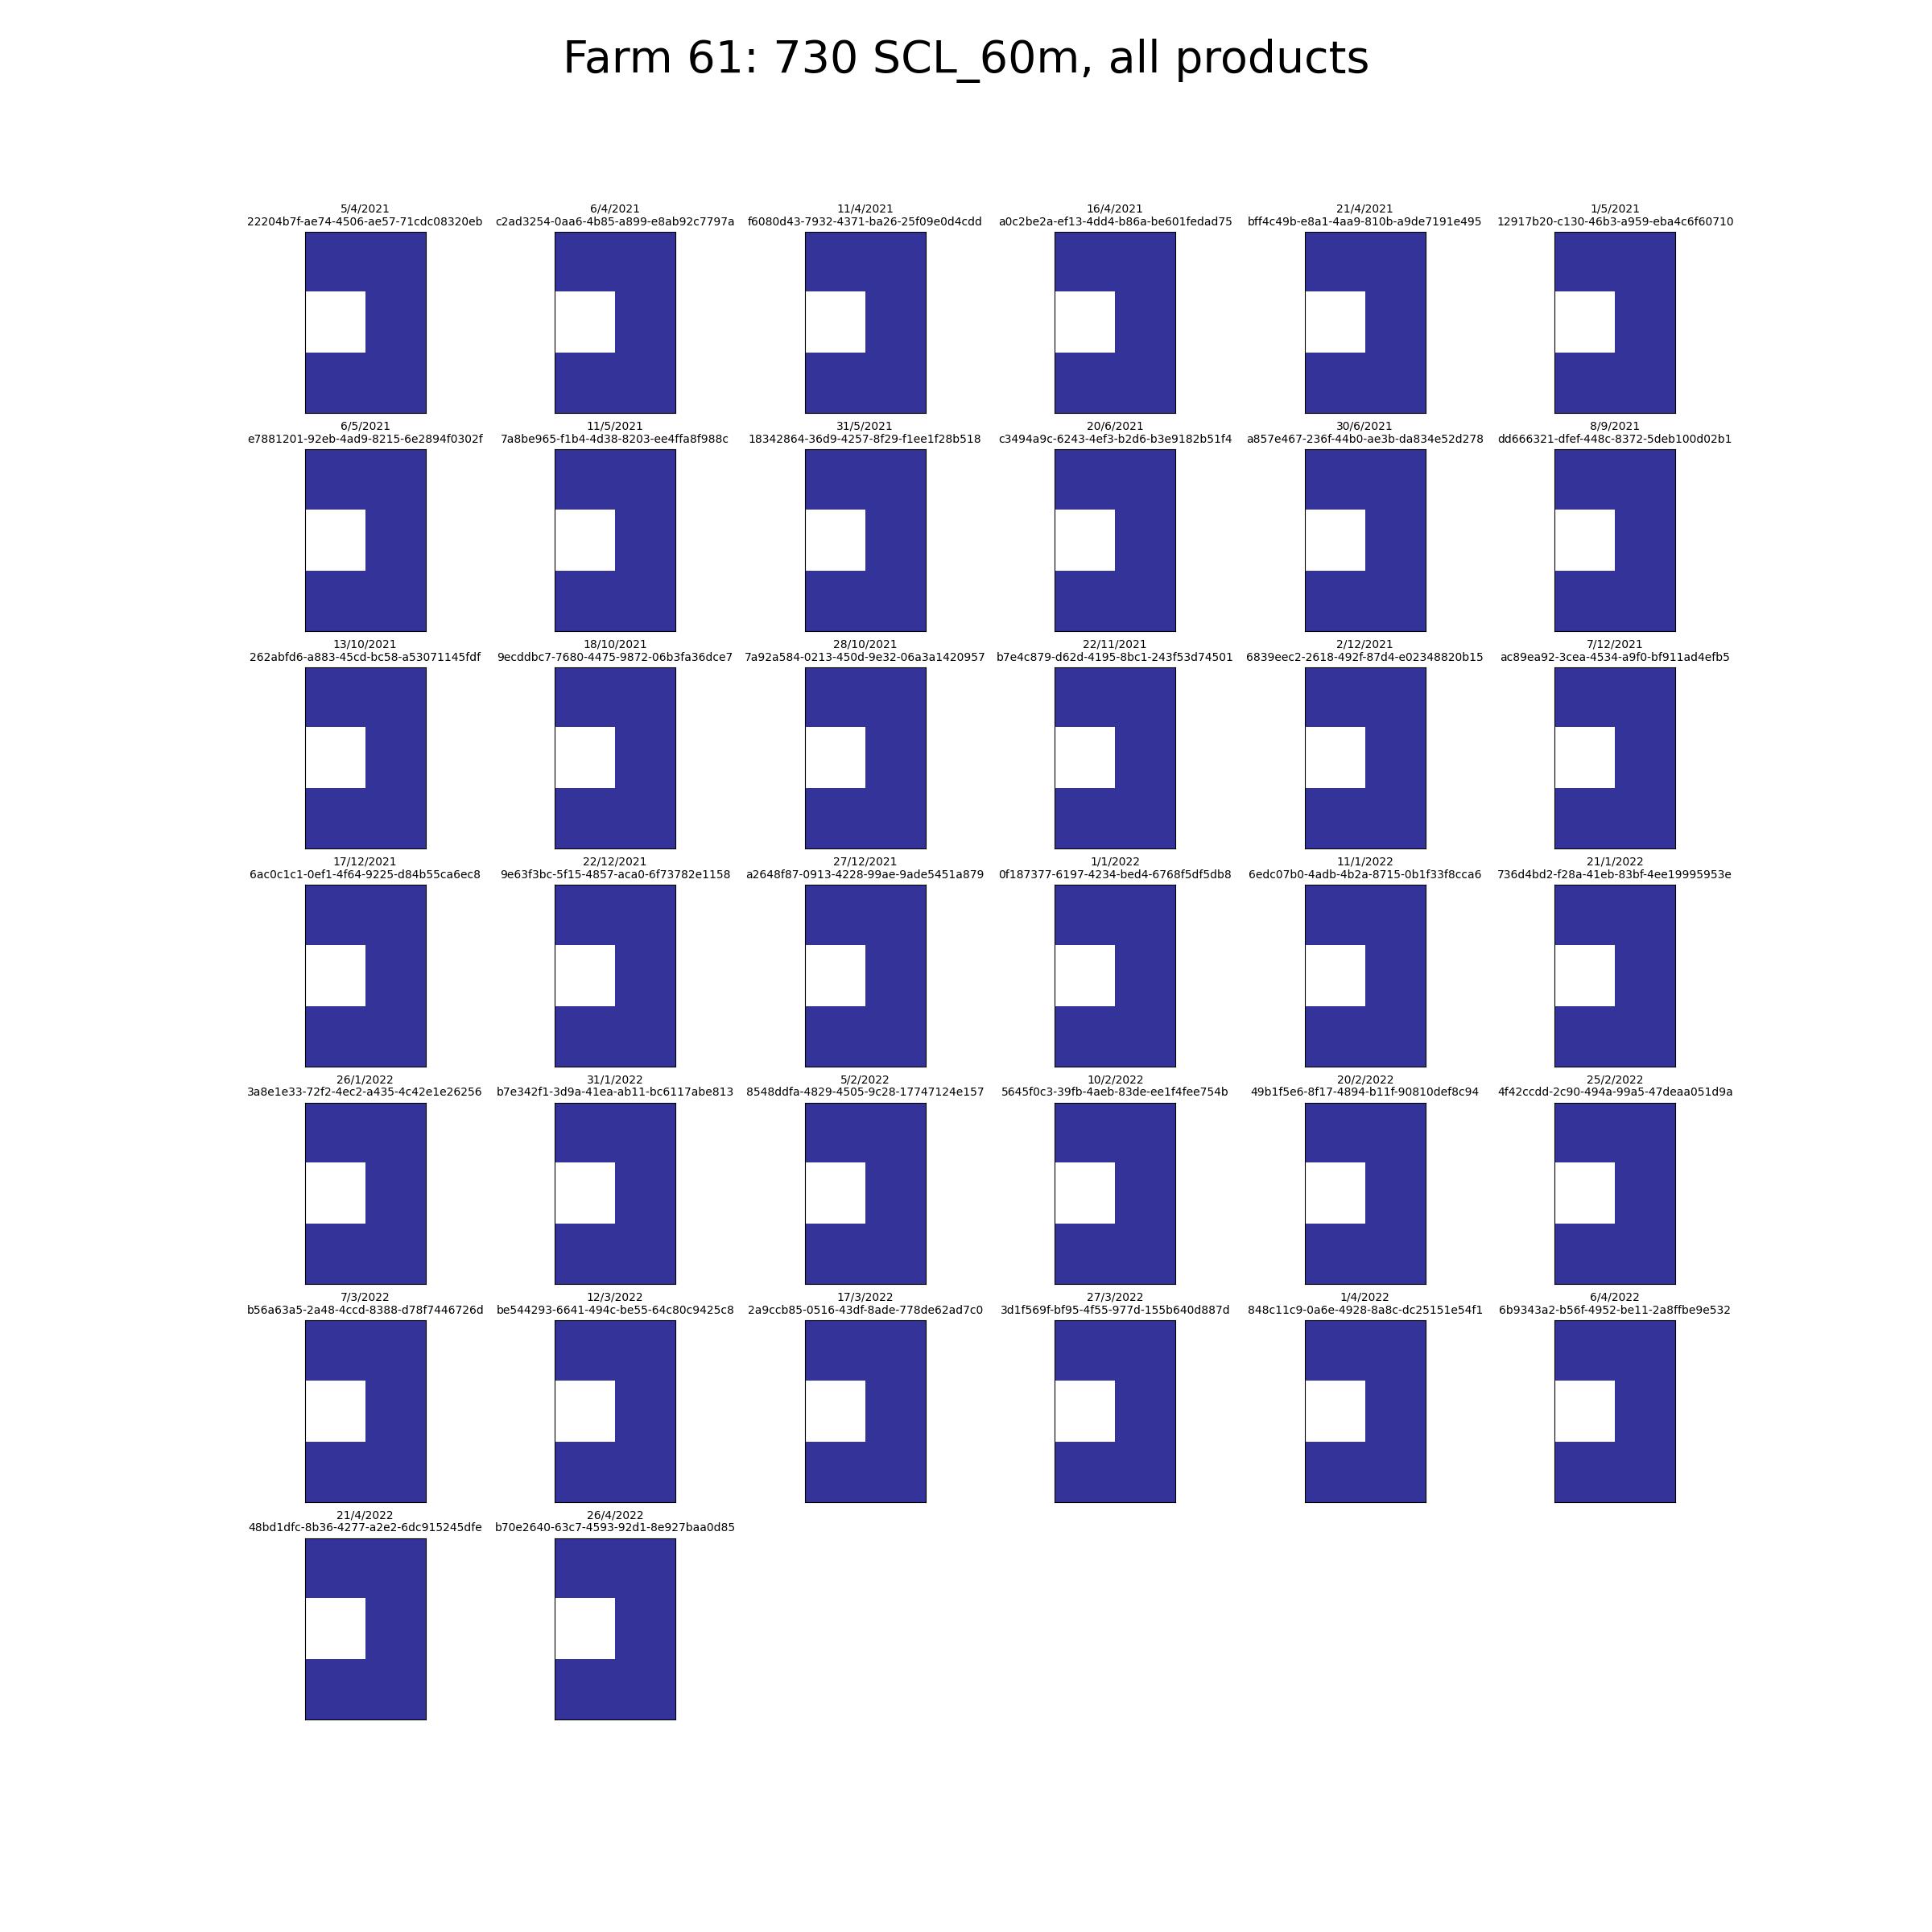 Farm 61: 730 SCL_60m, all products
5/4/2021
22204b7f-ae74-4506-ae57-71cdc08320eb
6/4/2021
c2ad3254-0aa6-4b85-a899-e8ab92c7797a
11/4/2021
f6080d43-7932-4371-ba26-25f09e0d4cdd
16/4/2021
a0c2be2a-ef13-4dd4-b86a-be601fedad75
21/4/2021
bff4c49b-e8a1-4aa9-810b-a9de7191e495
1/5/2021
12917b20-c130-46b3-a959-eba4c6f60710
6/5/2021
e7881201-92eb-4ad9-8215-6e2894f0302f
11/5/2021
7a8be965-f1b4-4d38-8203-ee4ffa8f988c
31/5/2021
18342864-36d9-4257-8f29-f1ee1f28b518
20/6/2021
c3494a9c-6243-4ef3-b2d6-b3e9182b51f4
30/6/2021
a857e467-236f-44b0-ae3b-da834e52d278
8/9/2021
dd666321-dfef-448c-8372-5deb100d02b1
13/10/2021
262abfd6-a883-45cd-bc58-a53071145fdf
18/10/2021
9ecddbc7-7680-4475-9872-06b3fa36dce7
28/10/2021
7a92a584-0213-450d-9e32-06a3a1420957
22/11/2021
b7e4c879-d62d-4195-8bc1-243f53d74501
2/12/2021
6839eec2-2618-492f-87d4-e02348820b15
7/12/2021
ac89ea92-3cea-4534-a9f0-bf911ad4efb5
17/12/2021
6ac0c1c1-0ef1-4f64-9225-d84b55ca6ec8
22/12/2021
9e63f3bc-5f15-4857-aca0-6f73782e1158
27/12/2021
a2648f87-0913-4228-99ae-9ade5451a879
1/1/2022
0f187377-6197-4234-bed4-6768f5df5db8
11/1/2022
6edc07b0-4adb-4b2a-8715-0b1f33f8cca6
21/1/2022
736d4bd2-f28a-41eb-83bf-4ee19995953e
26/1/2022
3a8e1e33-72f2-4ec2-a435-4c42e1e26256
31/1/2022
b7e342f1-3d9a-41ea-ab11-bc6117abe813
5/2/2022
8548ddfa-4829-4505-9c28-17747124e157
10/2/2022
5645f0c3-39fb-4aeb-83de-ee1f4fee754b
20/2/2022
49b1f5e6-8f17-4894-b11f-90810def8c94
25/2/2022
4f42ccdd-2c90-494a-99a5-47deaa051d9a
7/3/2022
b56a63a5-2a48-4ccd-8388-d78f7446726d
12/3/2022
be544293-6641-494c-be55-64c80c9425c8
17/3/2022
2a9ccb85-0516-43df-8ade-778de62ad7c0
27/3/2022
3d1f569f-bf95-4f55-977d-155b640d887d
1/4/2022
848c11c9-0a6e-4928-8a8c-dc25151e54f1
6/4/2022
6b9343a2-b56f-4952-be11-2a8ffbe9e532
21/4/2022
48bd1dfc-8b36-4277-a2e2-6dc915245dfe
26/4/2022
b70e2640-63c7-4593-92d1-8e927baa0d85